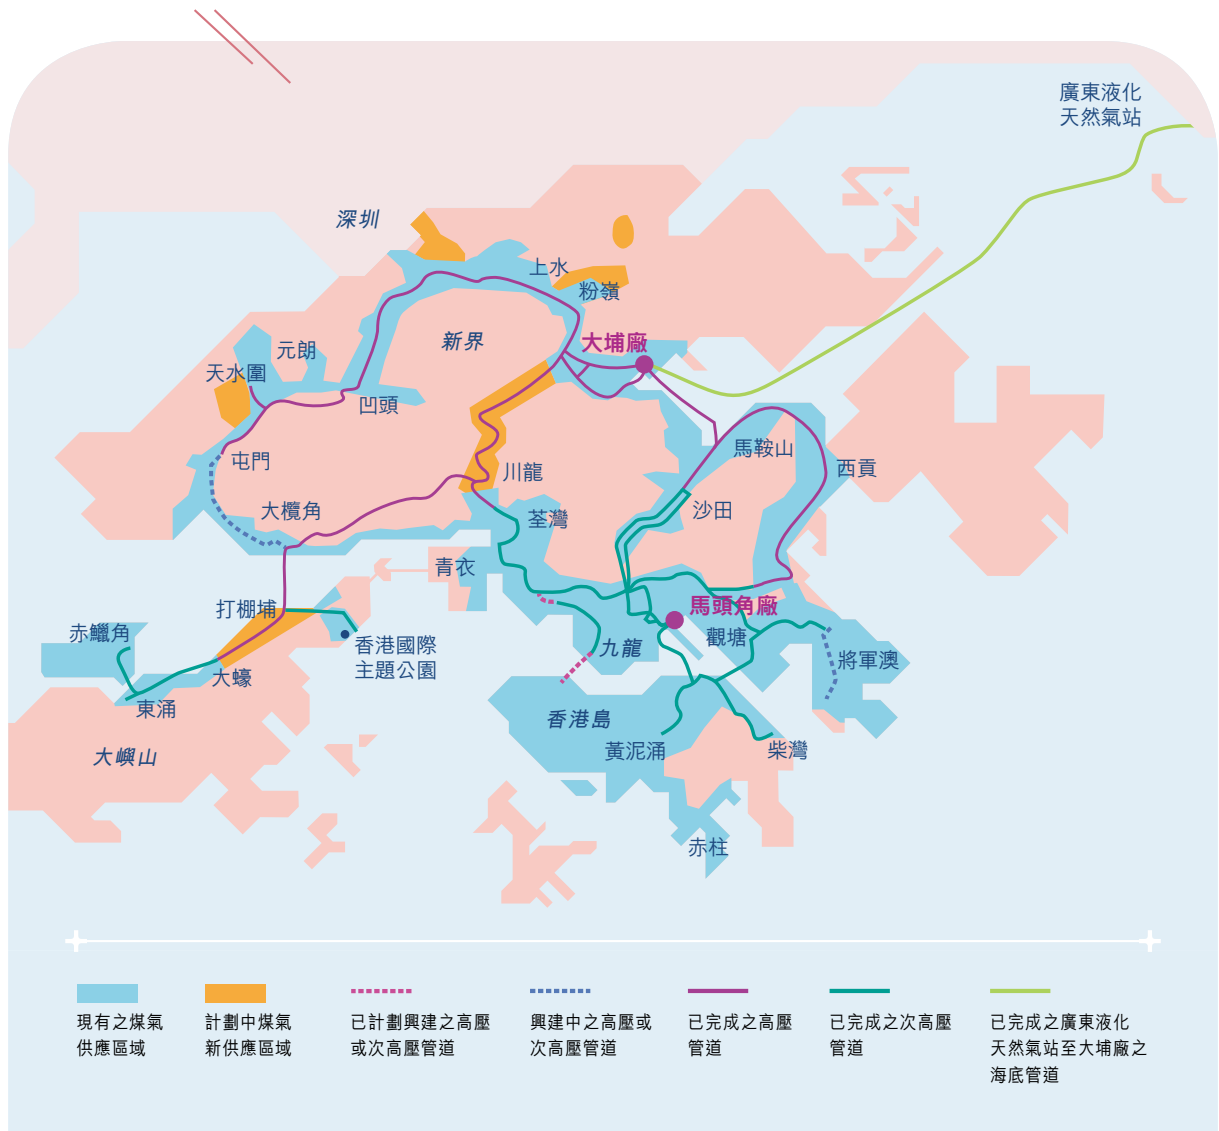 廣東液化
天然氣站
深圳
上水
粉嶺
新界
大埔廠
元朗
天水圍
凹頭
屯門
馬鞍山
西貢
川龍
大欖角
荃灣
沙田
青衣
打棚埔
馬頭角廠
赤鱲角
香港國際
主題公園
九龍
觀塘
將軍澳
大蠔
東涌
香港島
黃泥涌
柴灣
大嶼山
赤柱
現有之煤氣
供應區域
計劃中煤氣
新供應區域
已計劃興建之高壓
或次高壓管道
興建中之高壓或
次高壓管道
已完成之高壓
管道
已完成之次高壓
管道
已完成之廣東液化
天然氣站至大埔廠之
海底管道